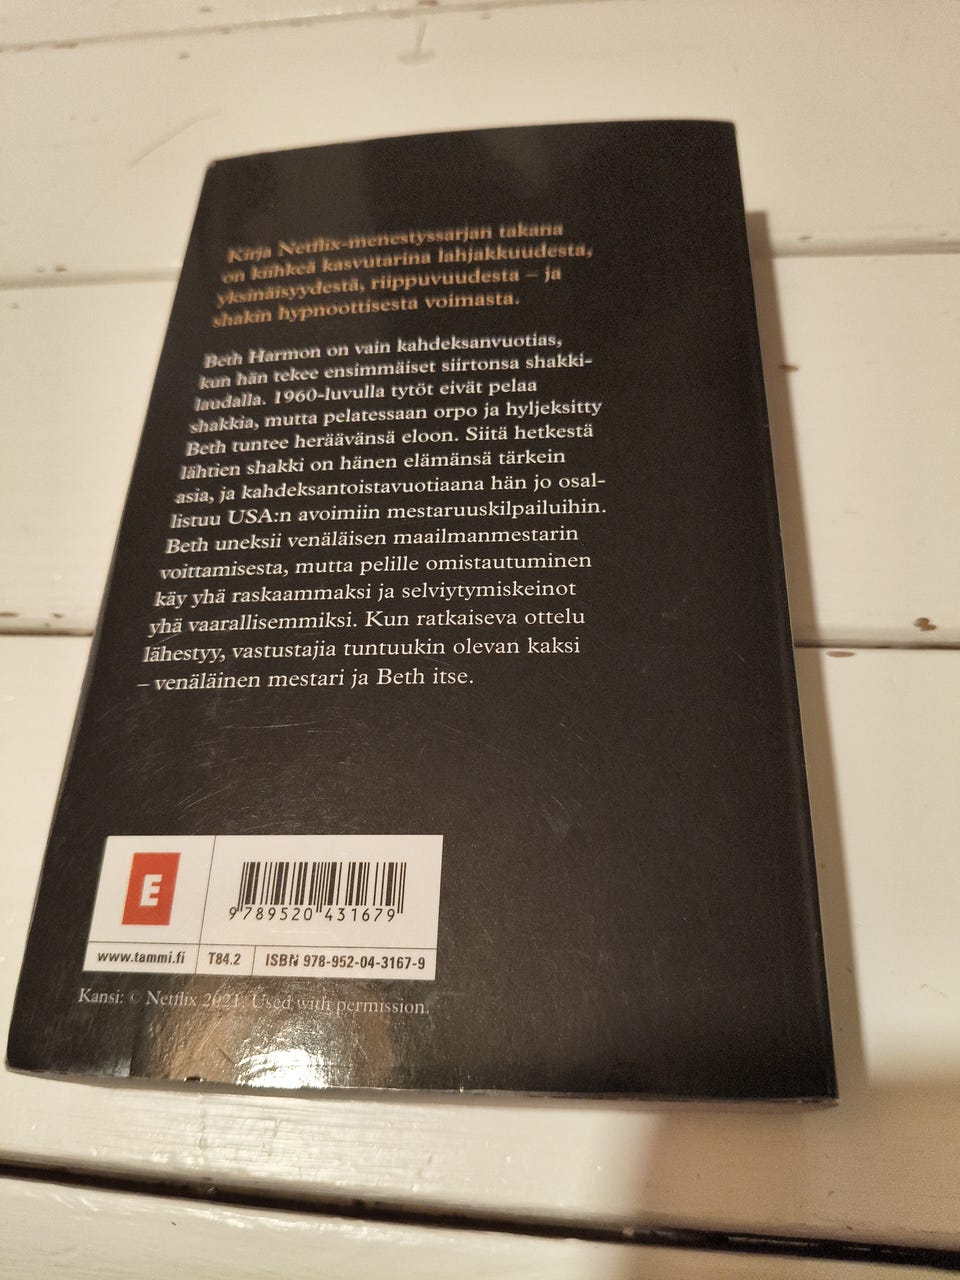 Kirja Netflix-menestyssarjan takana
on kiihkeä kasvutarina lahjakkuudesta,
yksinäisyydestä, riippuvuudesta – ja
shakin hypnoottisesta voimasta.
Beth Harmon on vain kahdeksanvuotias,
kun hän tekee ensimmäiset siirtonsa shakki-
laudalla. 1960-luvulla tytöt eivät pelaa
shakkia, mutta pelatessaan orpo ja hyljeksitty
Beth tuntee heräävänsä eloon. Siitä hetkestä
lähtien shakki on hänen elämänsä tärkein
asia, ja kahdeksantoistavuotiaana hän jo osal-
listuu USA:n avoimiin mestaruuskilpailuihin.
Beth uneksii venäläisen maailmanmestarin
voittamisesta, mutta pelille omistautuminen
käy yhä raskaammaksi ja selviytymiskeinot
yhä vaarallisemmiksi. Kun ratkaiseva ottelu
lähestyy, vastustajia tuntuukin olevan kaksi
– venäläinen mestari ja Beth itse.
E
9 789520 431679
www.tammi.fi T84.2 ISBN 978-952-04-3167-9
Kansi: © Netflix 2021. Used with permission.